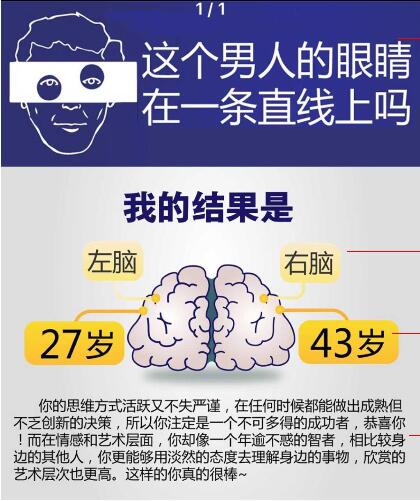 1/1
这个男人的眼睛
在一条直线上吗
我的结果是
左脑
右脑
27岁
43岁
你的思维方式活跃又不失严谨，在任何时候都能做出成熟但
不乏创新的决策，所以你注定是一个不可多得的成功者，恭喜你
！而在情感和艺术层面，你却像一个年逾不惑的智者，相比较身
边的其他人，你更能够用淡然的态度去理解身边的事物，欣赏的
艺术层次也更高。这样的你真的很棒~